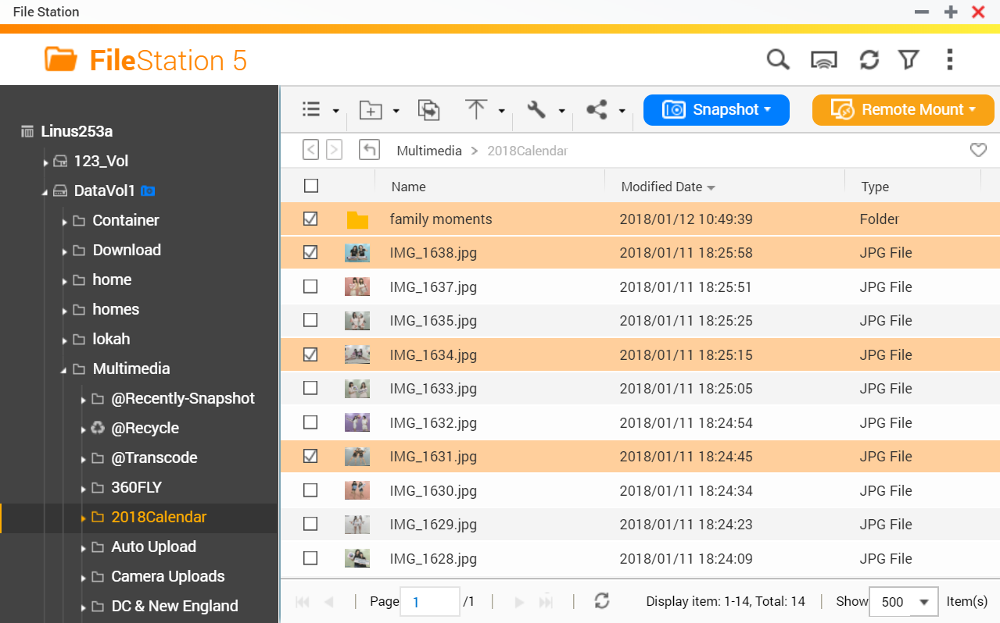 File Station
FileStation 5
Linus253a
123_Vol
DataVol1
Container
Download
home
homes
lokah
Multimedia
@Recently-Snapshot
@Recycle
@Transcode
360FLY
2018Calendar
Auto Upload
Camera Uploads
DC & New England
Snapshot
Remote Mount
Multimedia > 2018Calendar
Name Modified Date Type
family moments 2018/01/12 10:49:39 Folder
IMG_1638.jpg 2018/01/11 18:25:58 JPG File
IMG_1637.jpg 2018/01/11 18:25:51 JPG File
IMG_1635.jpg 2018/01/11 18:25:25 JPG File
IMG_1634.jpg 2018/01/11 18:25:15 JPG File
IMG_1633.jpg 2018/01/11 18:25:05 JPG File
IMG_1632.jpg 2018/01/11 18:24:54 JPG File
IMG_1631.jpg 2018/01/11 18:24:45 JPG File
IMG_1630.jpg 2018/01/11 18:24:34 JPG File
IMG_1629.jpg 2018/01/11 18:24:23 JPG File
IMG_1628.jpg 2018/01/11 18:24:09 JPG File
Page 1 /1 Display item: 1-14, Total: 14 Show 500 Item(s)